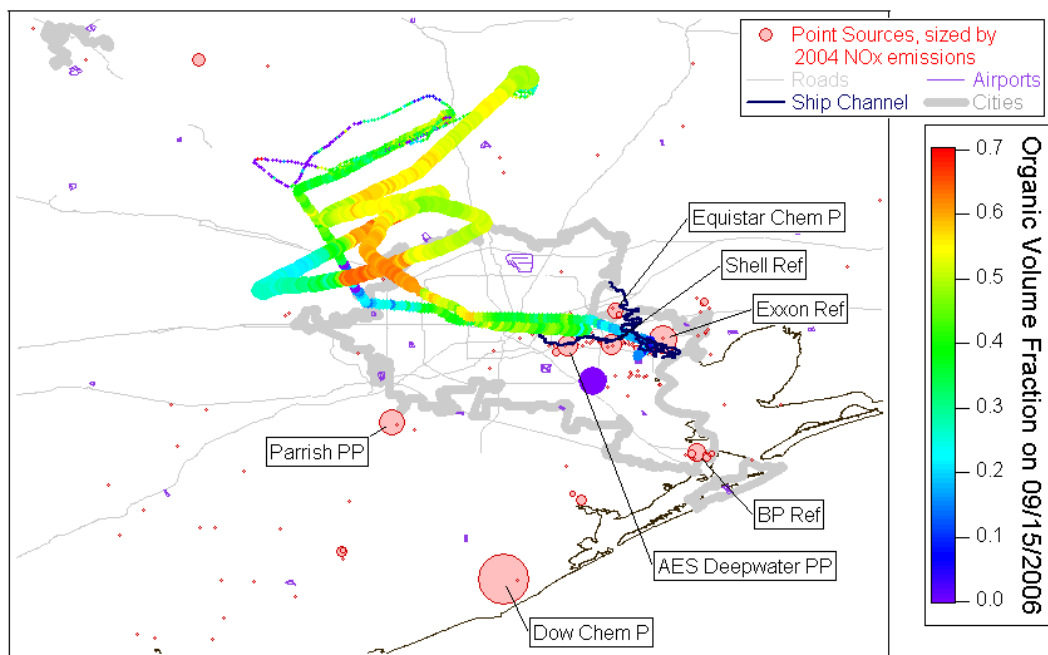 Point Sources, sized by
2004 NOx emissions
Roads
Airports
Ship Channel
Cities
Equistar Chem P
Shell Ref
Exxon Ref
Parrish PP
BP Ref
AES Deepwater PP
Dow Chem P
0.7
0.6
0.5
0.4
0.3
0.2
0.1
0.0
Organic Volume Fraction on 09/15/2006